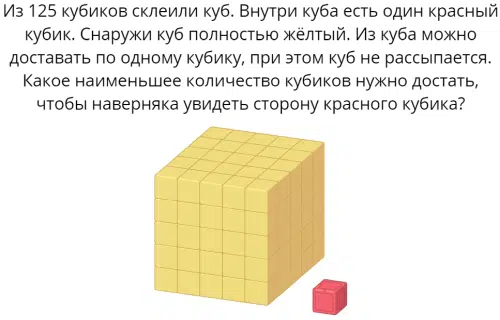 Из 125 кубиков склеили куб. Внутри куба есть один красный
кубик. Снаружи куб полностью жёлтый. Из куба можно
доставать по одному кубику, при этом куб не рассыпается.
Какое наименьшее количество кубиков нужно достать,
чтобы наверняка увидеть сторону красного кубика?